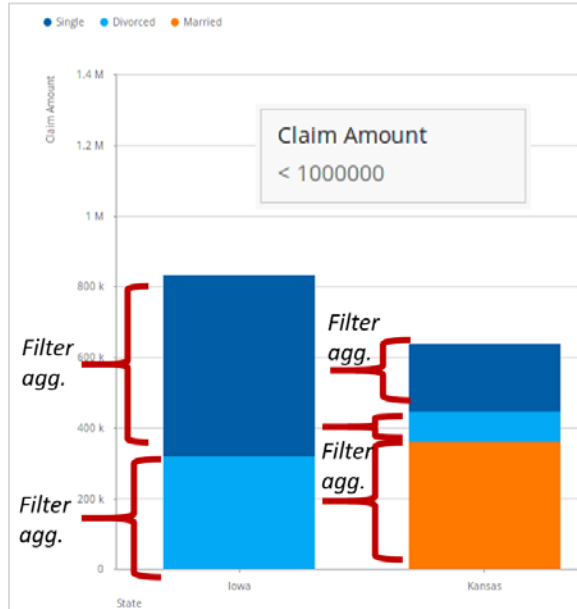 Single Divorced Married
Claim Amount
1.4 M
1.2 M
1 M
800 k
600 k
400 k
200 k
0
Claim Amount
< 1000000
Filter
agg.
Filter
agg.
Filter
agg.
Filter
agg.
Iowa
Kansas
State